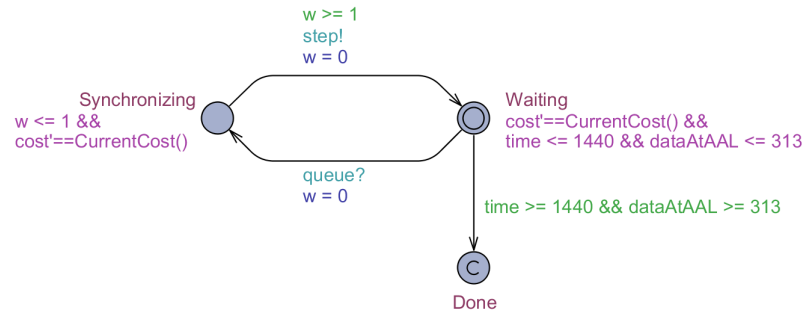 w >= 1
step!
w = 0
Synchronizing
w <= 1 &&
cost'==CurrentCost()
Waiting
cost'==CurrentCost() &&
time <= 1440 && dataAtAAL <= 313
queue?
w = 0
time >= 1440 && dataAtAAL >= 313
C
Done